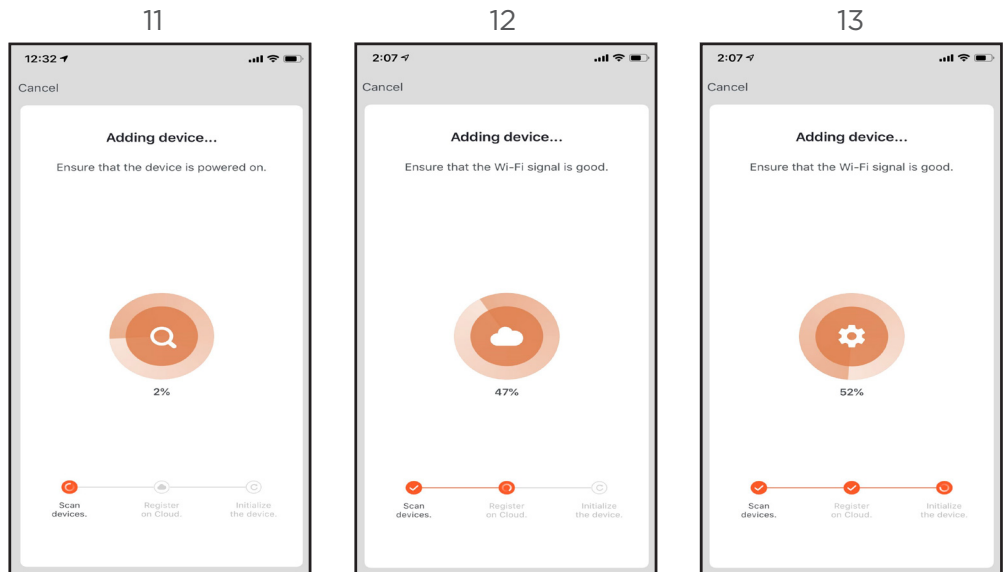 11
12:32
Cancel
Adding device...
Ensure that the device is powered on.
2%
Scan
devices.
Register
on Cloud.
Initialize
the device.
12
2:07
Cancel
Adding device...
Ensure that the Wi-Fi signal is good.
47%
Scan
devices.
Register
on Cloud.
Initialize
the device.
13
2:07
Cancel
Adding device...
Ensure that the Wi-Fi signal is good.
52%
Scan
devices.
Register
on Cloud.
Initialize
the device.